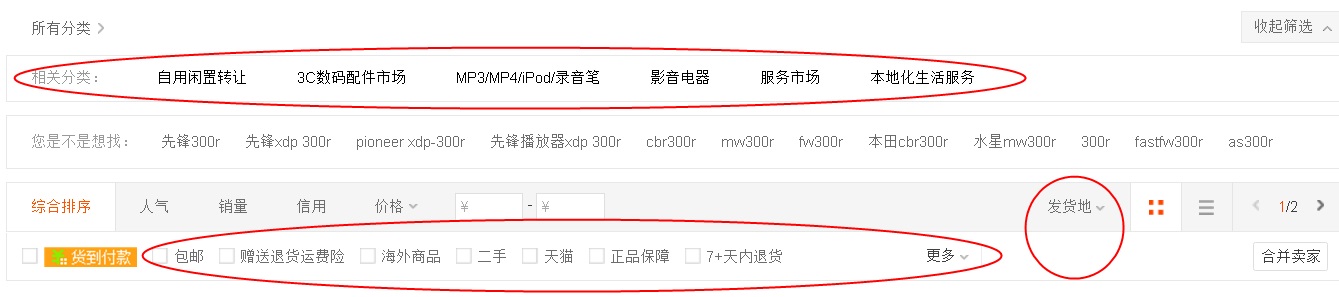 所有分类 > 收起筛选
相关分类： 自用闲置转让 3C数码配件市场 MP3/MP4/iPod/录音笔 影音电器 服务市场 本地化生活服务
您是不是想找： 先锋300r 先锋xdp 300r pioneer xdp-300r 先锋播放器xdp 300r cbr300r mw300r fw300r 本田cbr300r 水星mw300r 300r fastfw300r as300r
综合排序 人气 销量 信用 价格 ¥ - ¥ 发货地 1/2
货到付款 包邮 赠送退货运费险 海外商品 二手 天猫 正品保障 7+天内退货 更多 合并卖家